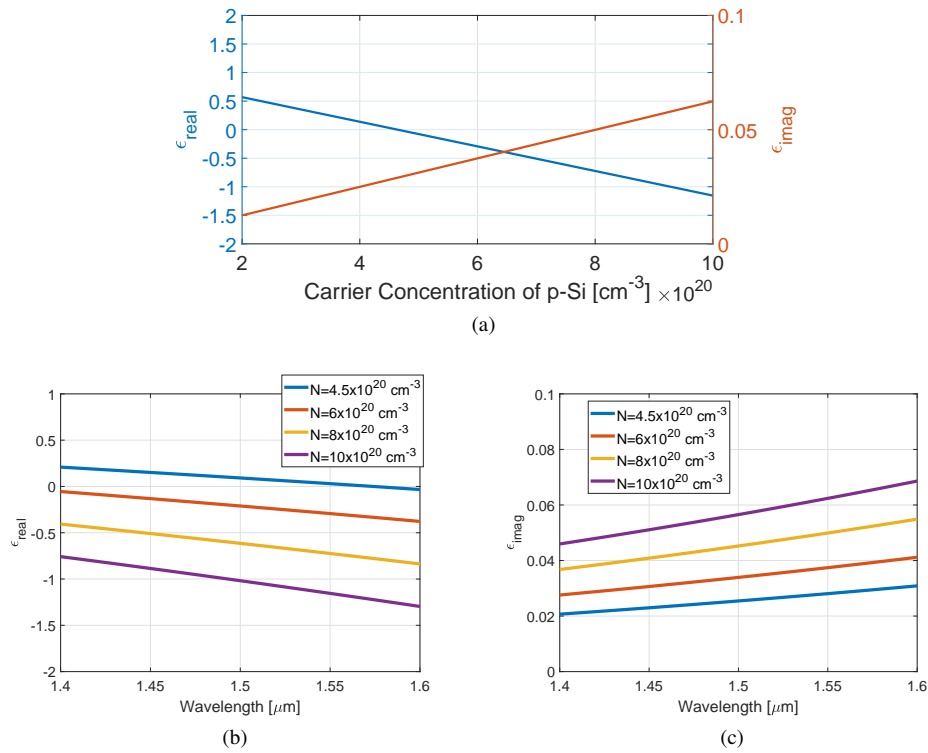 2
1.5
1
0.5
0
-0.5
-1
-1.5
-2
ϵreal
0.1
0.05
0
ϵimag
2 4 6 8 10
Carrier Concentration of p-Si [cm-3] ×10^20
(a)
1
0.5
0
-0.5
-1
-1.5
-2
ϵreal
N=4.5x10^20 cm-3
N=6x10^20 cm-3
N=8x10^20 cm-3
N=10x10^20 cm-3
1.4 1.45 1.5 1.55 1.6
Wavelength [μm]
(b)
0.1
0.08
0.06
0.04
0.02
0
ϵimag
N=4.5x10^20 cm-3
N=6x10^20 cm-3
N=8x10^20 cm-3
N=10x10^20 cm-3
1.4 1.45 1.5 1.55 1.6
Wavelength [μm]
(c)